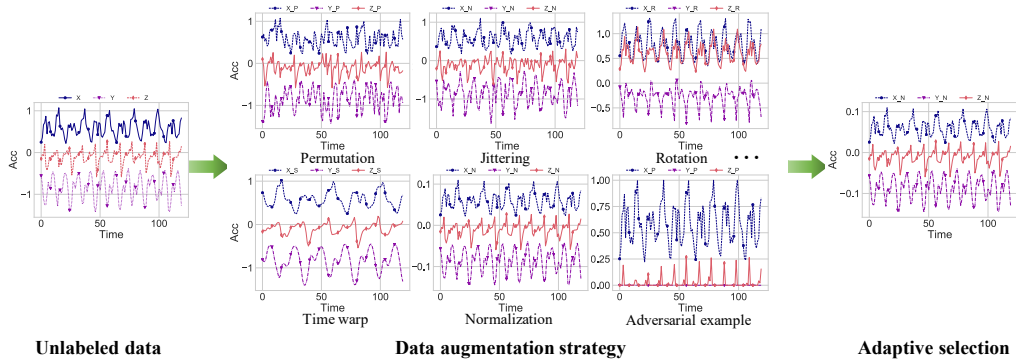 X Y Z
Acc
1
0
−1
0 50 100
Time
Unlabeled data
X_P Y_P Z_P
Acc
1
0
−1
0 50 100
Time
Permutation
X_N Y_N Z_N
1
0
−1
0 50 100
Time
Jittering
X_R Y_R Z_R
1.0
0.5
0.0
−0.5
0 50 100
Time
Rotation
• • •
X_S Y_S Z_S
Acc
1
0
−1
0 50 100
Time
Time warp
X_N Y_N Z_N
0.1
0.0
−0.1
0 50 100
Time
Normalization
X_P Y_P Z_P
1.00
0.75
0.50
0.25
0.00
0 50 100
Time
Adversarial example
Data augmentation strategy
X_N Y_N Z_N
Acc
0.1
0.0
−0.1
0 50 100
Time
Adaptive selection